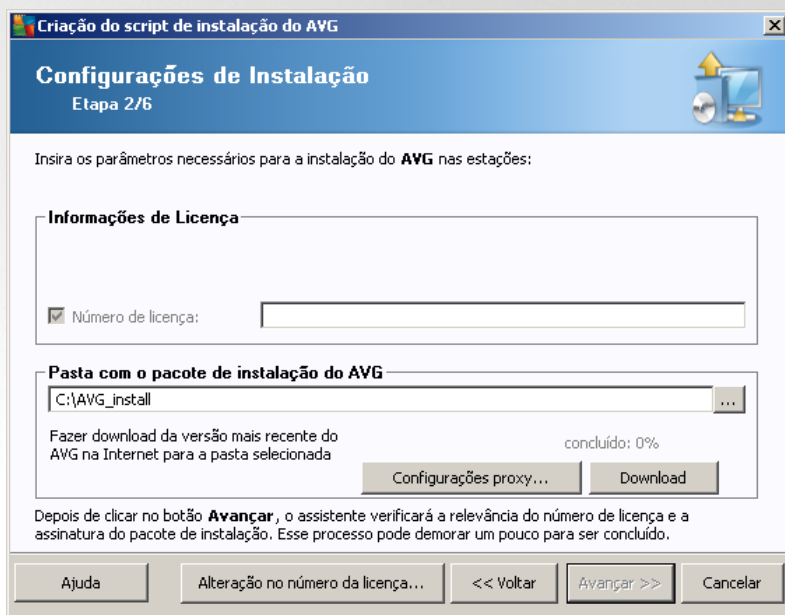 Criação do script de instalação do AVG
Configurações de Instalação
Etapa 2/6
Insira os parâmetros necessários para a instalação do AVG nas estações:
Informações de Licença
Número de licença:
Pasta com o pacote de instalação do AVG
C:\AVG_install
...
Fazer download da versão mais recente do
AVG na Internet para a pasta selecionada
concluído: 0%
Configurações proxy...
Download
Depois de clicar no botão Avançar, o assistente verificará a relevância do número de licença e a
assinatura do pacote de instalação. Esse processo pode demorar um pouco para ser concluído.
Ajuda
Alteração no número da licença...
<< Voltar
Avançar >>
Cancelar